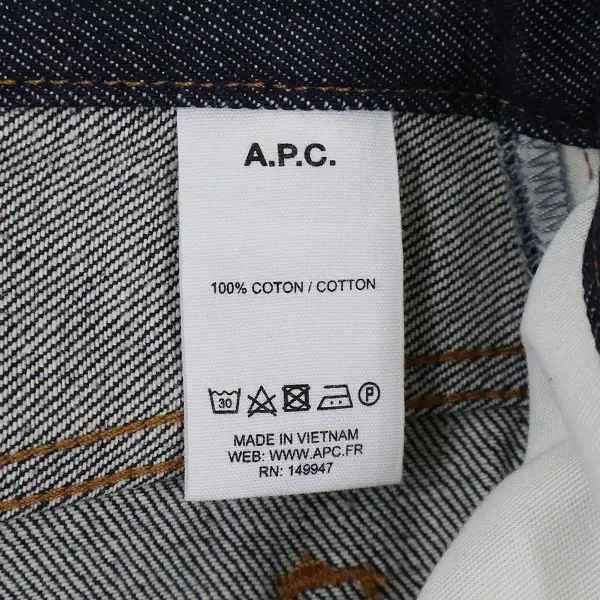 A.P.C.
100% COTON / COTTON
30 P
MADE IN VIETNAM
WEB: WWW.APC.FR
RN: 149947